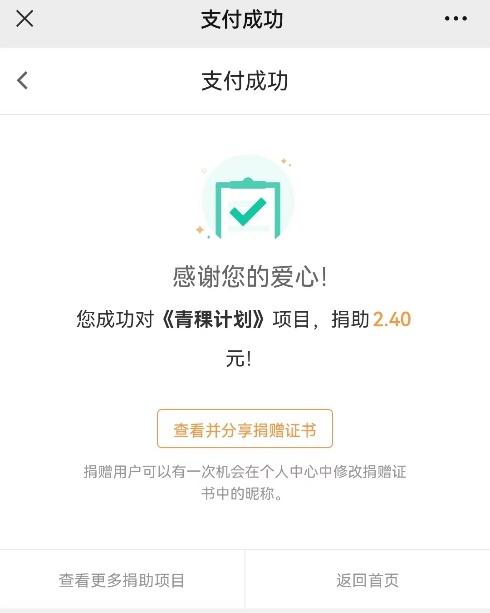 支付成功
支付成功
感谢您的爱心!
您成功对《青稞计划》项目，捐助2.40
元!
查看并分享捐赠证书
捐赠用户可以有一次机会在个人中心中修改捐赠证
书中的昵称。
查看更多捐助项目
返回首页